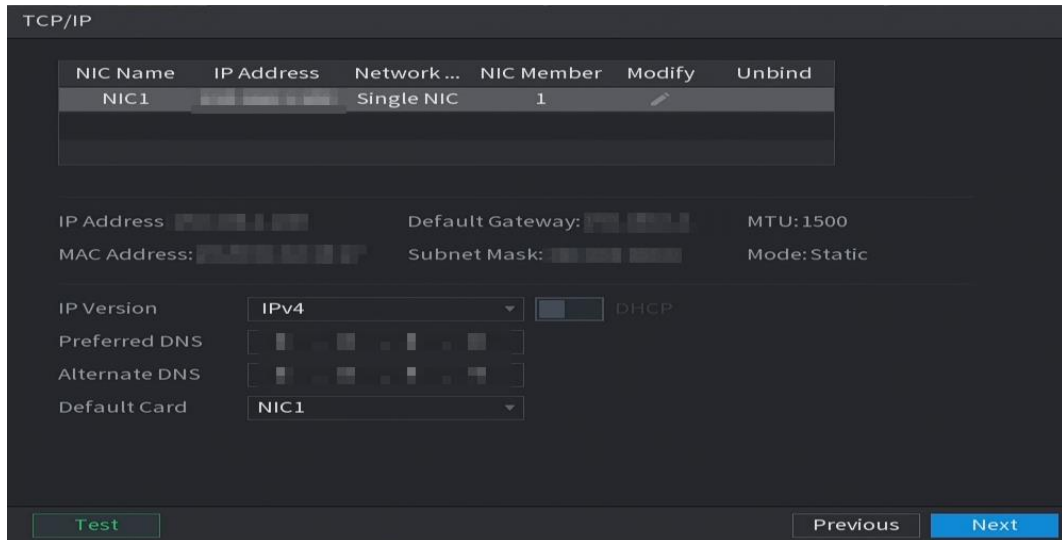 TCP/IP
NIC Name IP Address Network ... NIC Member Modify Unbind
NIC1 Single NIC 1
IP Address Default Gateway: MTU:1500
MAC Address: Subnet Mask: Mode:Static
IP Version IPv4 DHCP
Preferred DNS
Alternate DNS
Default Card NIC1
Test Previous Next